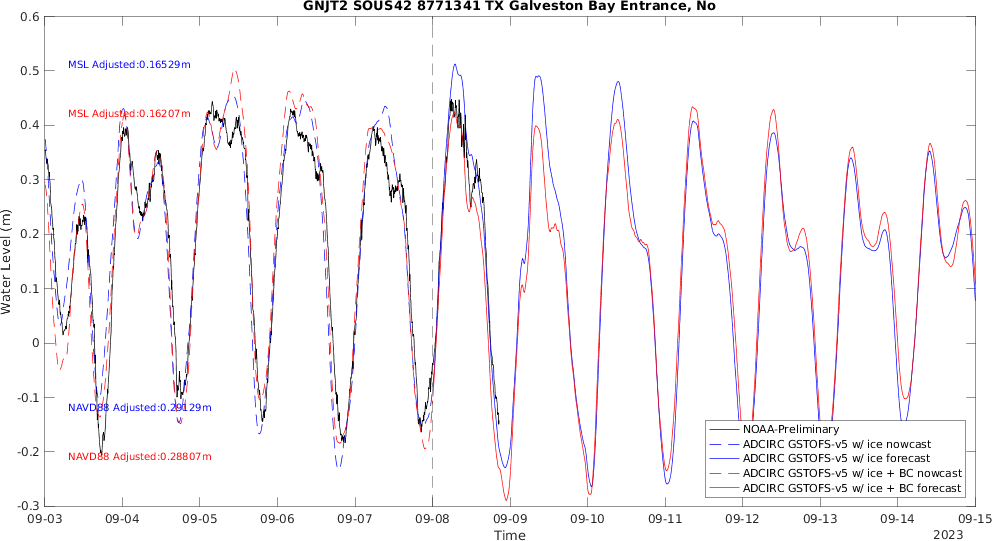 GNJT2 SOUS42 8771341 TX Galveston Bay Entrance, No
0.6
0.5
0.4
0.3
0.2
0.1
0
-0.1
-0.2
-0.3
Water Level (m)
MSL Adjusted:0.16529m
MSL Adjusted:0.16207m
NAVD88 Adjusted:0.29129m
NAVD88 Adjusted:0.28807m
NOAA-Preliminary
ADCIRC GSTOFS-v5 w/ ice nowcast
ADCIRC GSTOFS-v5 w/ ice forecast
ADCIRC GSTOFS-v5 w/ ice + BC nowcast
ADCIRC GSTOFS-v5 w/ ice + BC forecast
09-03 09-04 09-05 09-06 09-07 09-08 09-09 09-10 09-11 09-12 09-13 09-14 09-15
Time
2023